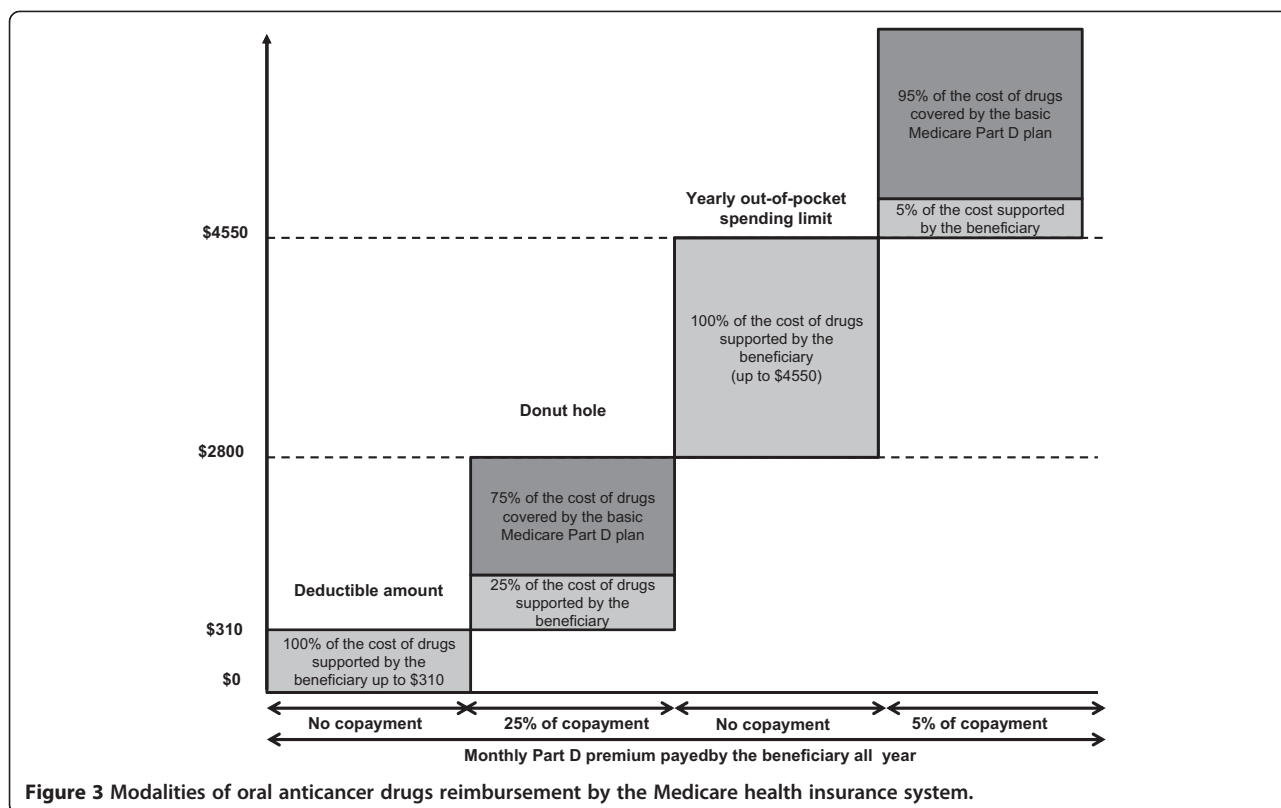 95% of the cost of drugs
covered by the basic
Medicare Part D plan
Yearly out-of-pocket
spending limit
5% of the cost supported
by the beneficiary
$4550
100% of the cost of drugs
supported by the
beneficiary
(up to $4550)
Donut hole
$2800
75% of the cost of drugs
covered by the basic
Medicare Part D plan
Deductible amount
25% of the cost of drugs
supported by the
beneficiary
$310
100% of the cost of drugs
supported by the
beneficiary up to $310
$0
No copayment
25% of copayment
No copayment
5% of copayment
Monthly Part D premium payedby the beneficiary all year
Figure 3 Modalities of oral anticancer drugs reimbursement by the Medicare health insurance system.